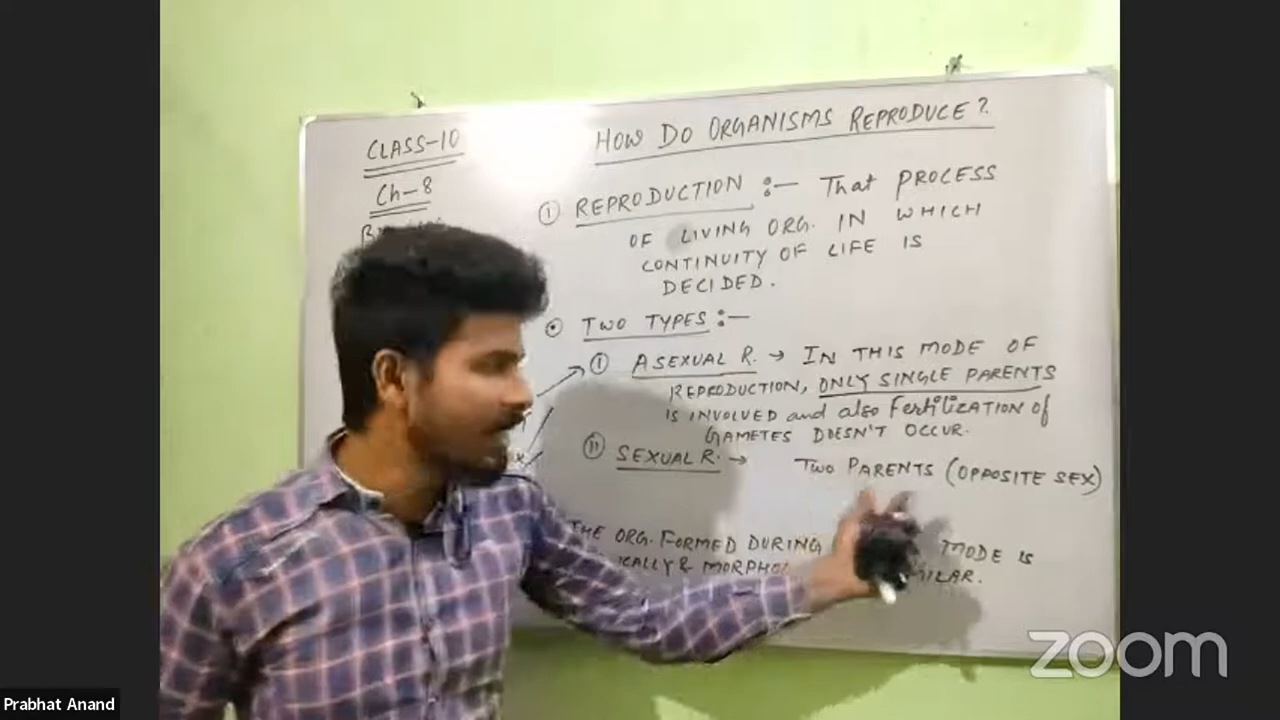 CLASS-10
Ch-8
HOW DO ORGANISMS REPRODUCE?
① REPRODUCTION :— That PROCESS
OF LIVING ORG. IN WHICH
CONTINUITY OF LIFE IS
DECIDED.
TWO TYPES :—
① ASEXUAL R. → IN THIS MODE OF
REPRODUCTION, ONLY SINGLE PARENTS
IS INVOLVED and also Fertilization of
GAMETES DOESN'T OCCUR.
ⓘⓘ SEXUAL R. → TWO PARENTS (OPPOSITE SEX)
THE ORG. FORMED DURING MODE IS
zoom
Prabhat Anand